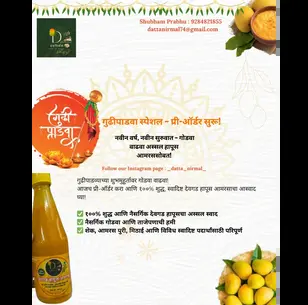 Shubham Prabhu : 9284821655
dattanirmal74@gmail.com
गुढी
पाडवा
गुढीपाडवा स्पेशल – प्री-ऑर्डर सुरू!
नवीन वर्ष, नवीन सुरुवात – गोडवा
वाढवा अस्सल हापूस
आमरसासोबत!
Follow our Instagram page : _datta_nirmal_
गुढीपाडव्याच्या शुभमुहूर्तावर गोडवा वाढवा!
आजच प्री-ऑर्डर करा आणि १००% शुद्ध, स्वादिष्ट देवगड हापूस आमरसाचा आस्वाद
घ्या!
✅ १००% शुद्ध आणि नैसर्गिक देवगड हापूसचा अस्सल स्वाद
✅ नैसर्गिक गोडवा आणि ताजेपणाची हमी
✅ शेक, आमरस पुरी, मिठाई आणि विविध स्वादिष्ट पदार्थांसाठी परिपूर्ण